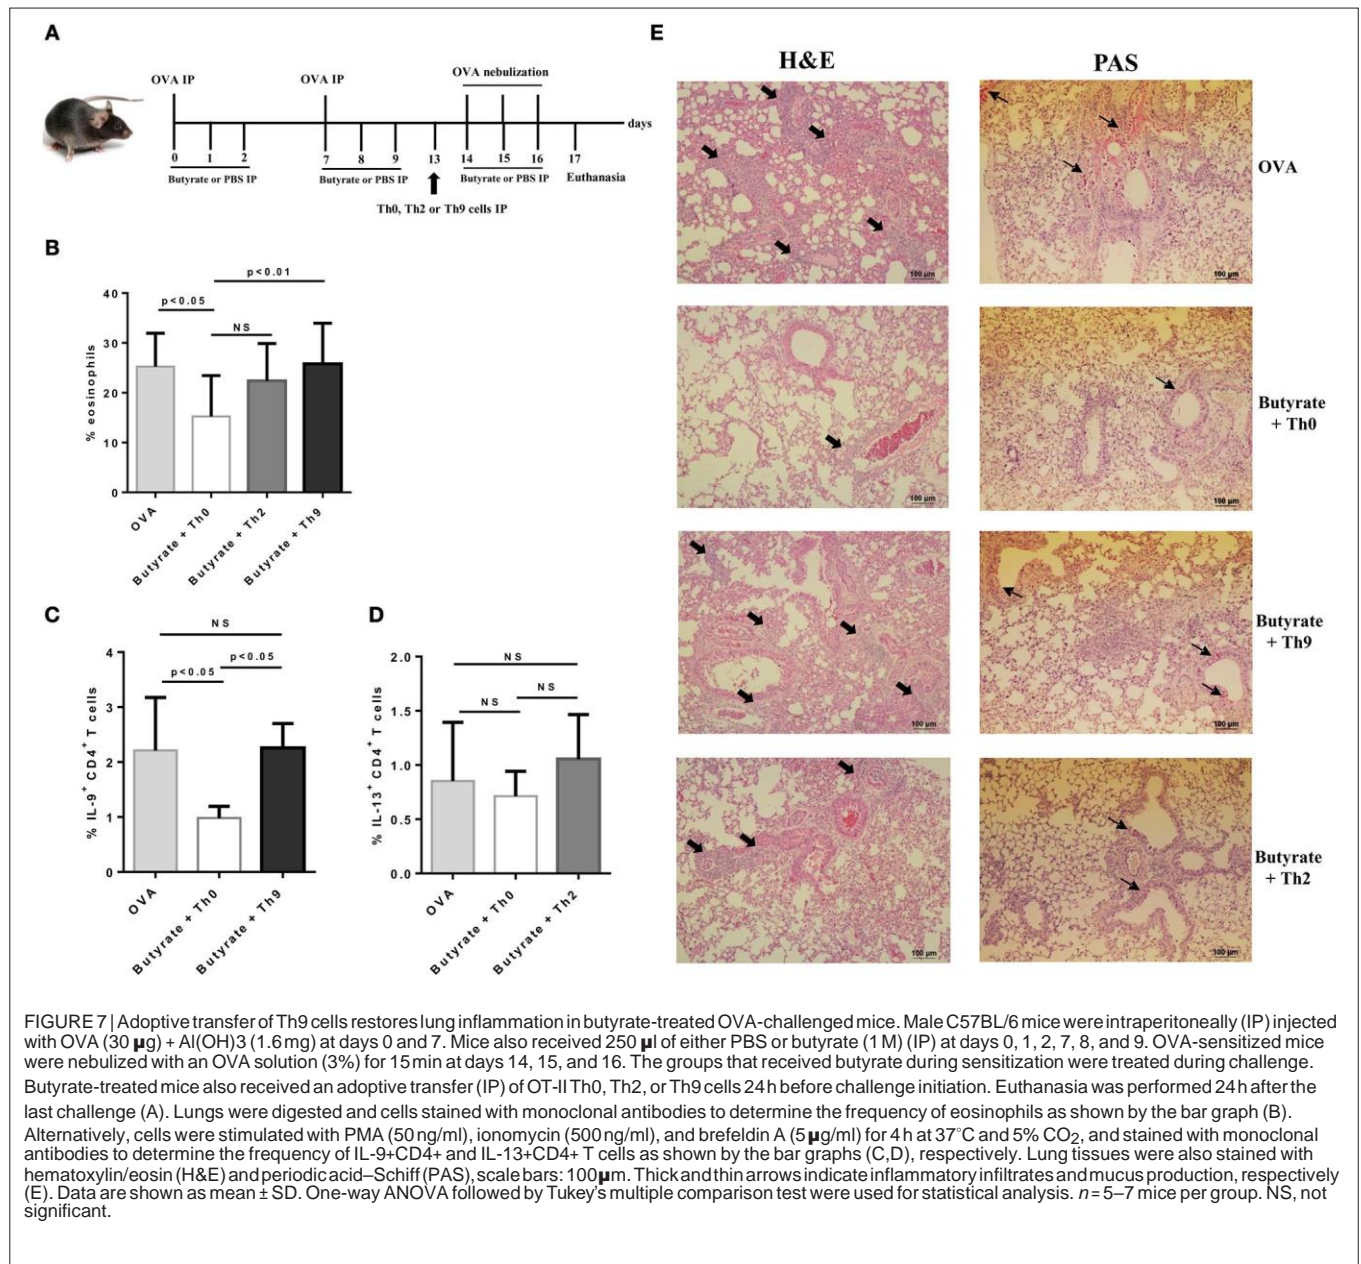 A
OVA IP
OVA IP
OVA nebulization
days
0 1 2 7 8 9 13 14 15 16 17
Butyrate or PBS IP
Butyrate or PBS IP
Butyrate or PBS IP
Euthanasia
Th0, Th2 or Th9 cells IP
B
p<0.01
p<0.05
NS
% eosinophils
40
30
20
10
0
OVA
Butyrate + Th0
Butyrate + Th2
Butyrate + Th9
C
NS
p<0.05
p<0.05
% IL-9+ CD4+ T cells
4
3
2
1
0
OVA
Butyrate + Th0
Butyrate + Th9
D
NS
NS
NS
% IL-13+ CD4+ T cells
2.0
1.5
1.0
0.5
0.0
OVA
Butyrate + Th0
Butyrate + Th2
E
H&E
PAS
100 µm
100 µm
OVA
100 µm
100 µm
Butyrate
+ Th0
100 µm
100 µm
Butyrate
+ Th9
100 µm
100 µm
Butyrate
+ Th2
FIGURE 7 | Adoptive transfer of Th9 cells restores lung inflammation in butyrate-treated OVA-challenged mice. Male C57BL/6 mice were intraperitoneally (IP) injected
with OVA (30 µg) + Al(OH)3 (1.6 mg) at days 0 and 7. Mice also received 250 µl of either PBS or butyrate (1 M) (IP) at days 0, 1, 2, 7, 8, and 9. OVA-sensitized mice
were nebulized with an OVA solution (3%) for 15 min at days 14, 15, and 16. The groups that received butyrate during sensitization were treated during challenge.
Butyrate-treated mice also received an adoptive transfer (IP) of OT-II Th0, Th2, or Th9 cells 24 h before challenge initiation. Euthanasia was performed 24 h after the
last challenge (A). Lungs were digested and cells stained with monoclonal antibodies to determine the frequency of eosinophils as shown by the bar graph (B).
Alternatively, cells were stimulated with PMA (50 ng/ml), ionomycin (500 ng/ml), and brefeldin A (5 µg/ml) for 4 h at 37°C and 5% CO2, and stained with monoclonal
antibodies to determine the frequency of IL-9+CD4+ and IL-13+CD4+ T cells as shown by the bar graphs (C,D), respectively. Lung tissues were also stained with
hematoxylin/eosin (H&E) and periodic acid–Schiff (PAS), scale bars: 100 µm. Thick and thin arrows indicate inflammatory infiltrates and mucus production, respectively
(E). Data are shown as mean ± SD. One-way ANOVA followed by Tukey's multiple comparison test were used for statistical analysis. n = 5–7 mice per group. NS, not
significant.